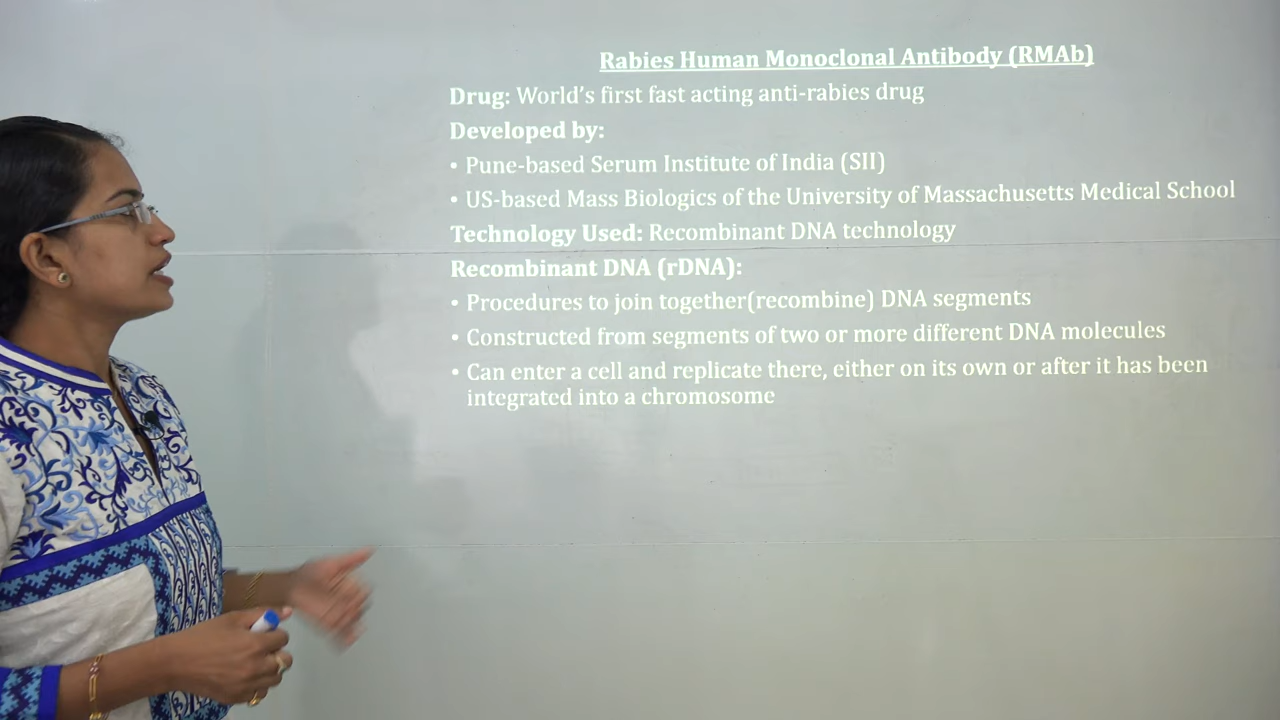 Rabies Human Monoclonal Antibody (RMAb)
Drug: World's first fast acting anti-rabies drug
Developed by:
• Pune-based Serum Institute of India (SII)
• US-based Mass Biologics of the University of Massachusetts Medical School
Technology Used: Recombinant DNA technology
Recombinant DNA (rDNA):
• Procedures to join together(recombine) DNA segments
• Constructed from segments of two or more different DNA molecules
• Can enter a cell and replicate there, either on its own or after it has been
integrated into a chromosome